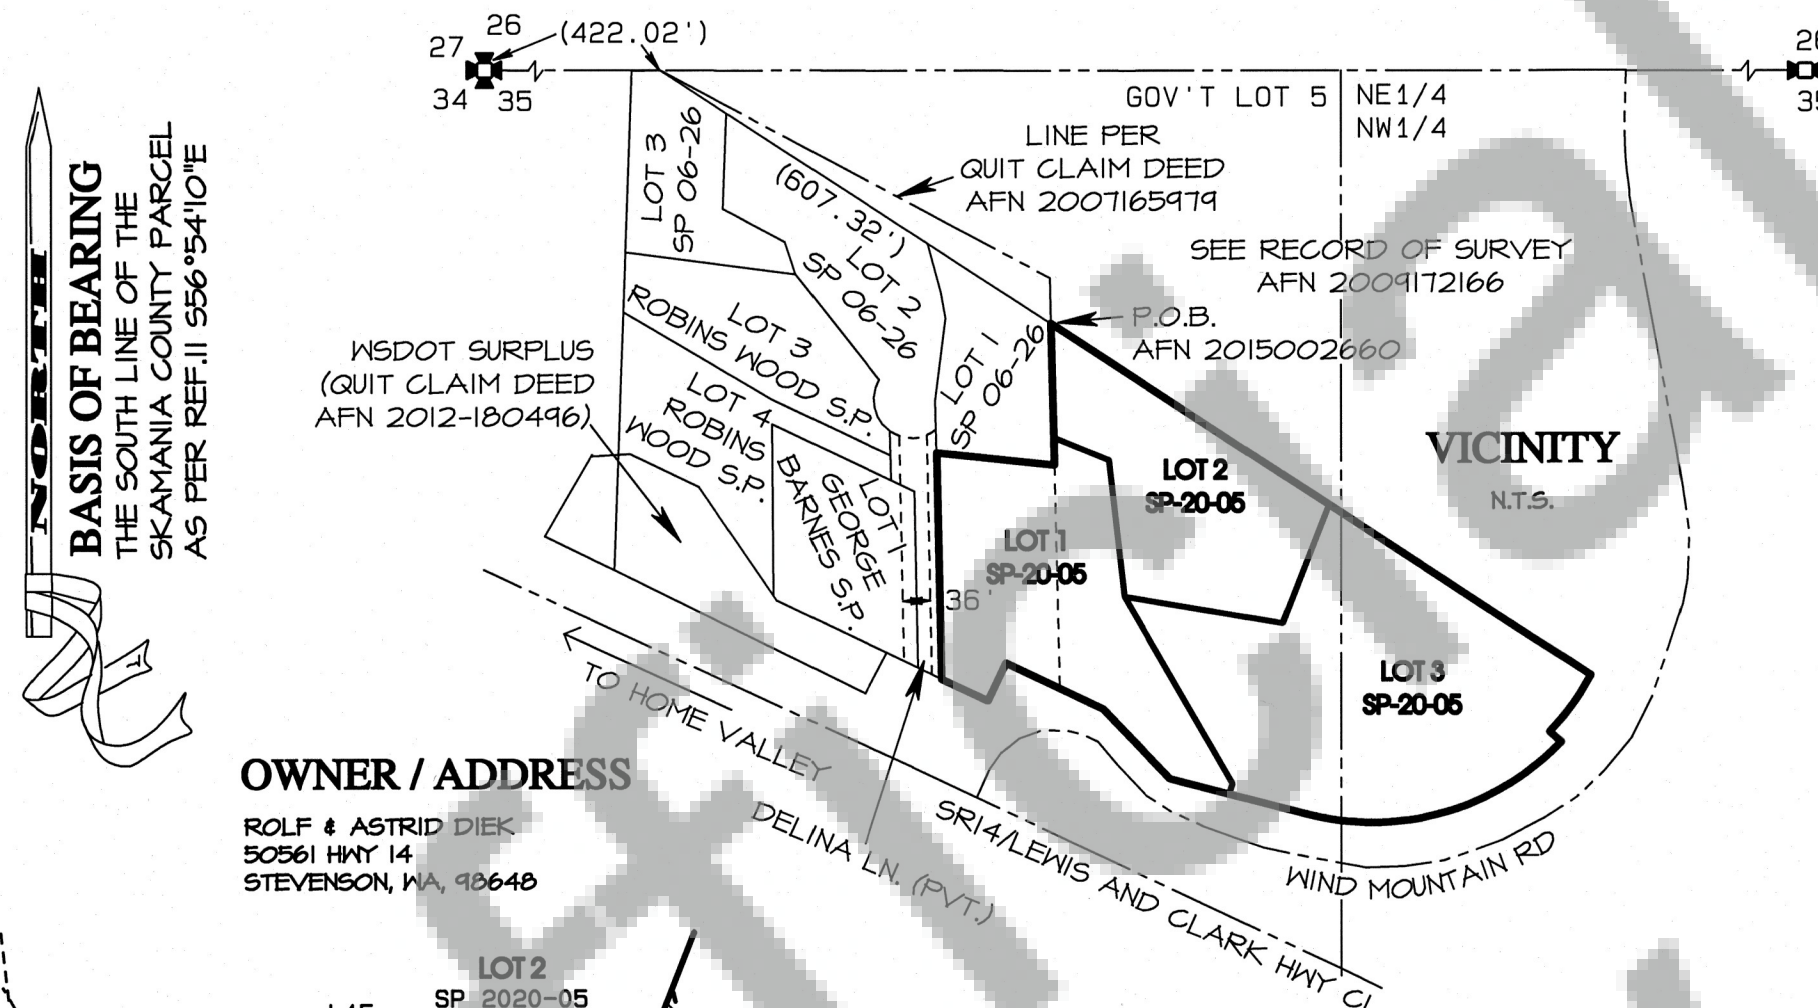 NORTH
BASIS OF BEARING
THE SOUTH LINE OF THE
SKAMANIA COUNTY PARCEL
AS PER REF.11 S56°54'10"E
27 26
34 35
(422.02')
26
35
GOV'T LOT 5
NE1/4
NW1/4
LINE PER
QUIT CLAIM DEED
AFN 2007165979
SEE RECORD OF SURVEY
AFN 2009172166
P.O.B.
AFN 2015002660
LOT 3
SP 06-26
(607.32')
LOT 2
SP 06-26
LOT 1
SP 06-26
LOT 3
ROBINS WOOD S.P.
LOT 4
ROBINS
WOOD S.P.
LOT 1
GEORGE
BARNES S.P.
WSDOT SURPLUS
(QUIT CLAIM DEED
AFN 2012-180496)
36'
LOT 1
SP-20-05
LOT 2
SP-20-05
LOT 3
SP-20-05
VICINITY
N.T.S.
TO HOME VALLEY
DELINA LN. (PVT.)
SR14/LEWIS AND CLARK HWY
WIND MOUNTAIN RD
OWNER / ADDRESS
ROLF & ASTRID DIEK
50561 HWY 14
STEVENSON, WA, 98648
LOT 2
SP 2020-05